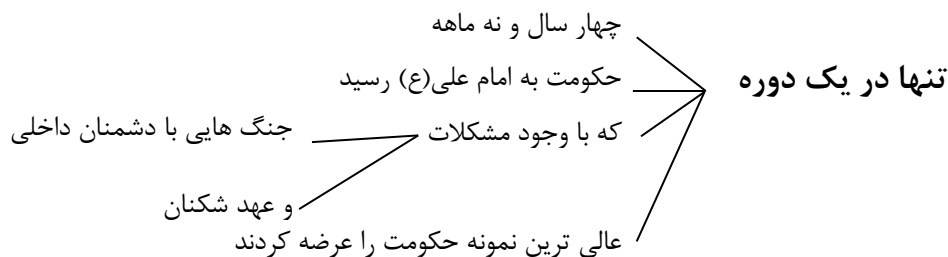 تنها در یک دوره
چهار سال و نه ماهه
حکومت به امام علی(ع) رسید
که با وجود مشکلات
جنگ هایی با دشمنان داخلی
و عهد شکنان
عالی ترین نمونه حکومت را عرضه کردند